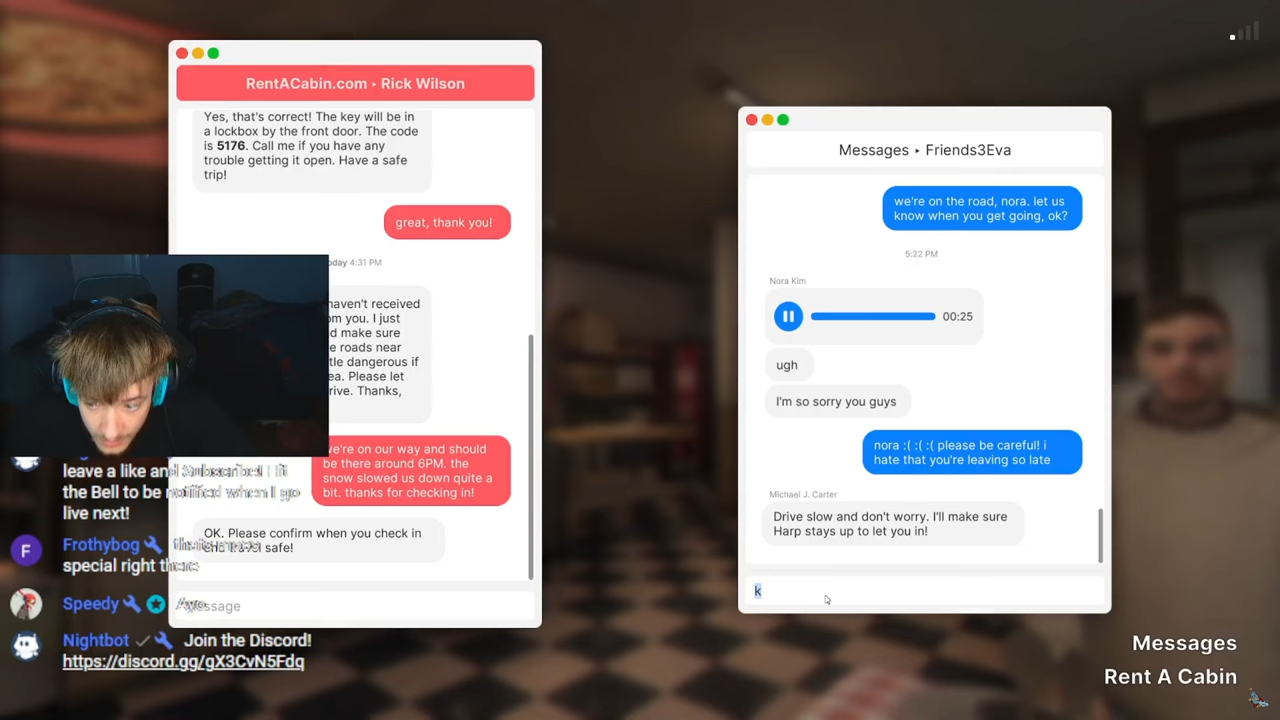 RentACabin.com ▸ Rick Wilson
Yes, that's correct! The key will be in
a lockbox by the front door. The code
is 5176. Call me if you have any
trouble getting it open. Have a safe
trip!
great, thank you!
4:31 PM
haven't received
you. I just
make sure
roads near
dangerous if
Please let
Thanks,
we're on our way and should
be there around 6PM. the
snow slowed us down quite a
bit. thanks for checking in!
OK. Please confirm when you check in
safe!
Message
leave a like and Subscribed! Hit
the Bell to be notified when I go
live next!
Frothybog
special right there
Speedy Ayo
Nightbot Join the Discord!
https://discord.gg/gX3CvN5Fdq
Messages ▸ Friends3Eva
we're on the road, nora. let us
know when you get going, ok?
5:22 PM
Nora Kim
00:25
ugh
I'm so sorry you guys
nora :( :( :( please be careful! i
hate that you're leaving so late
Michael J. Carter
Drive slow and don't worry. I'll make sure
Harp stays up to let you in!
k
Messages
Rent A Cabin